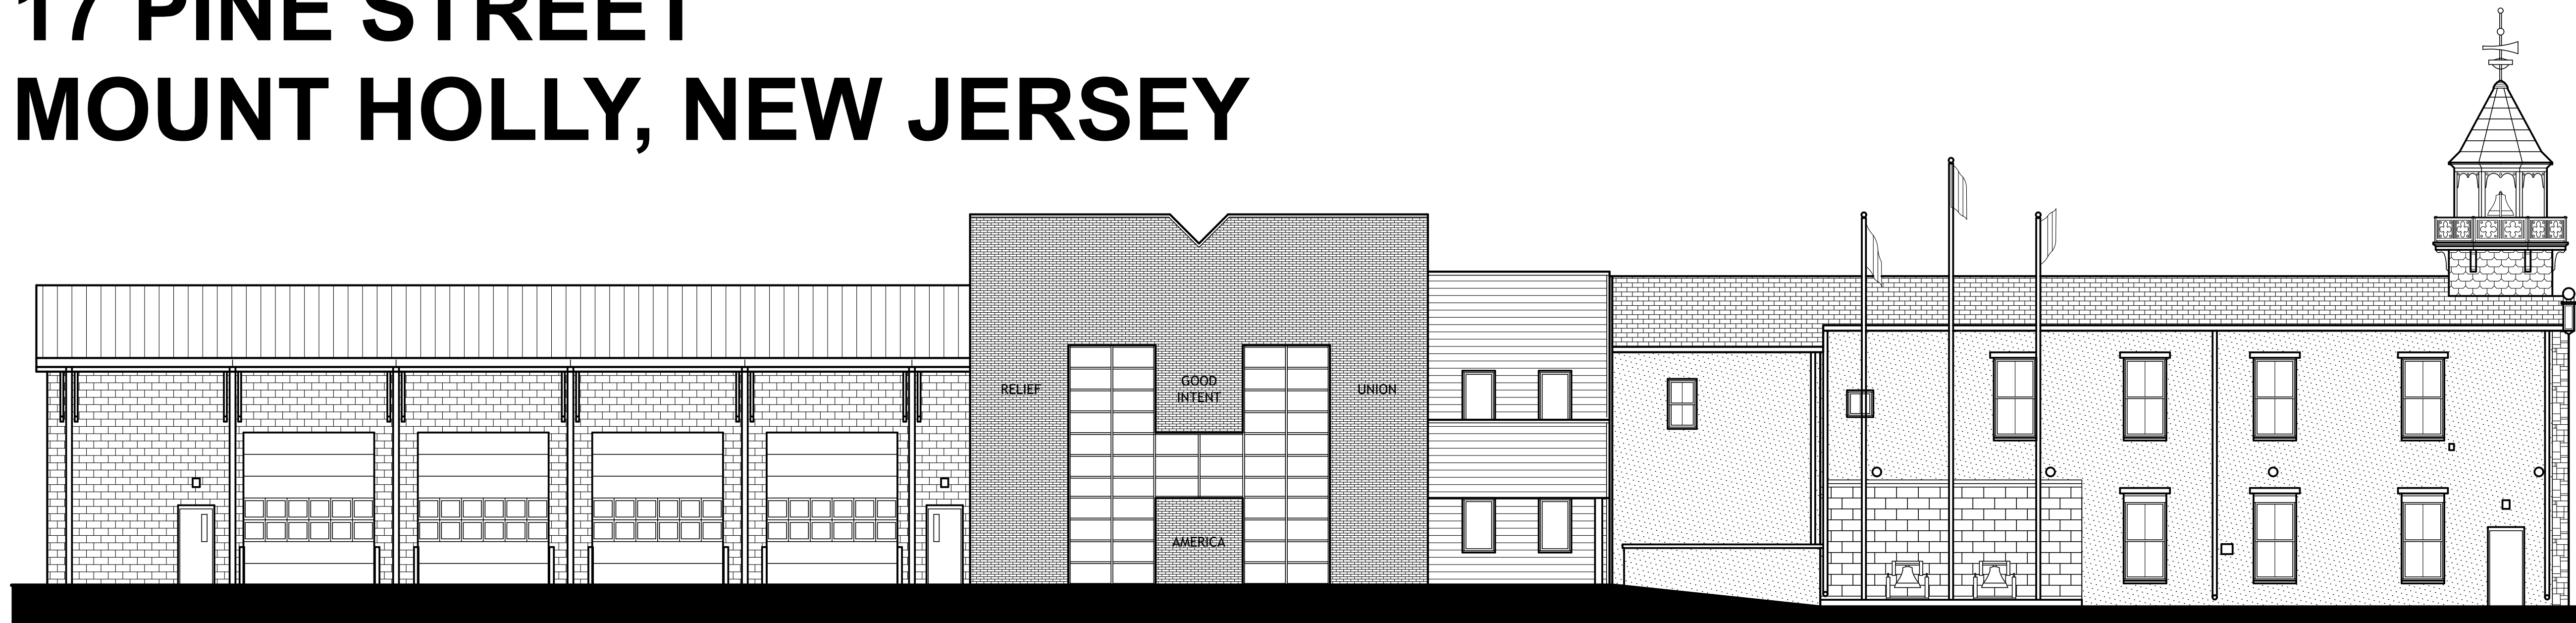 17 PINE STREET
MOUNT HOLLY, NEW JERSEY
RELIEF
GOOD
INTENT
UNION
AMERICA